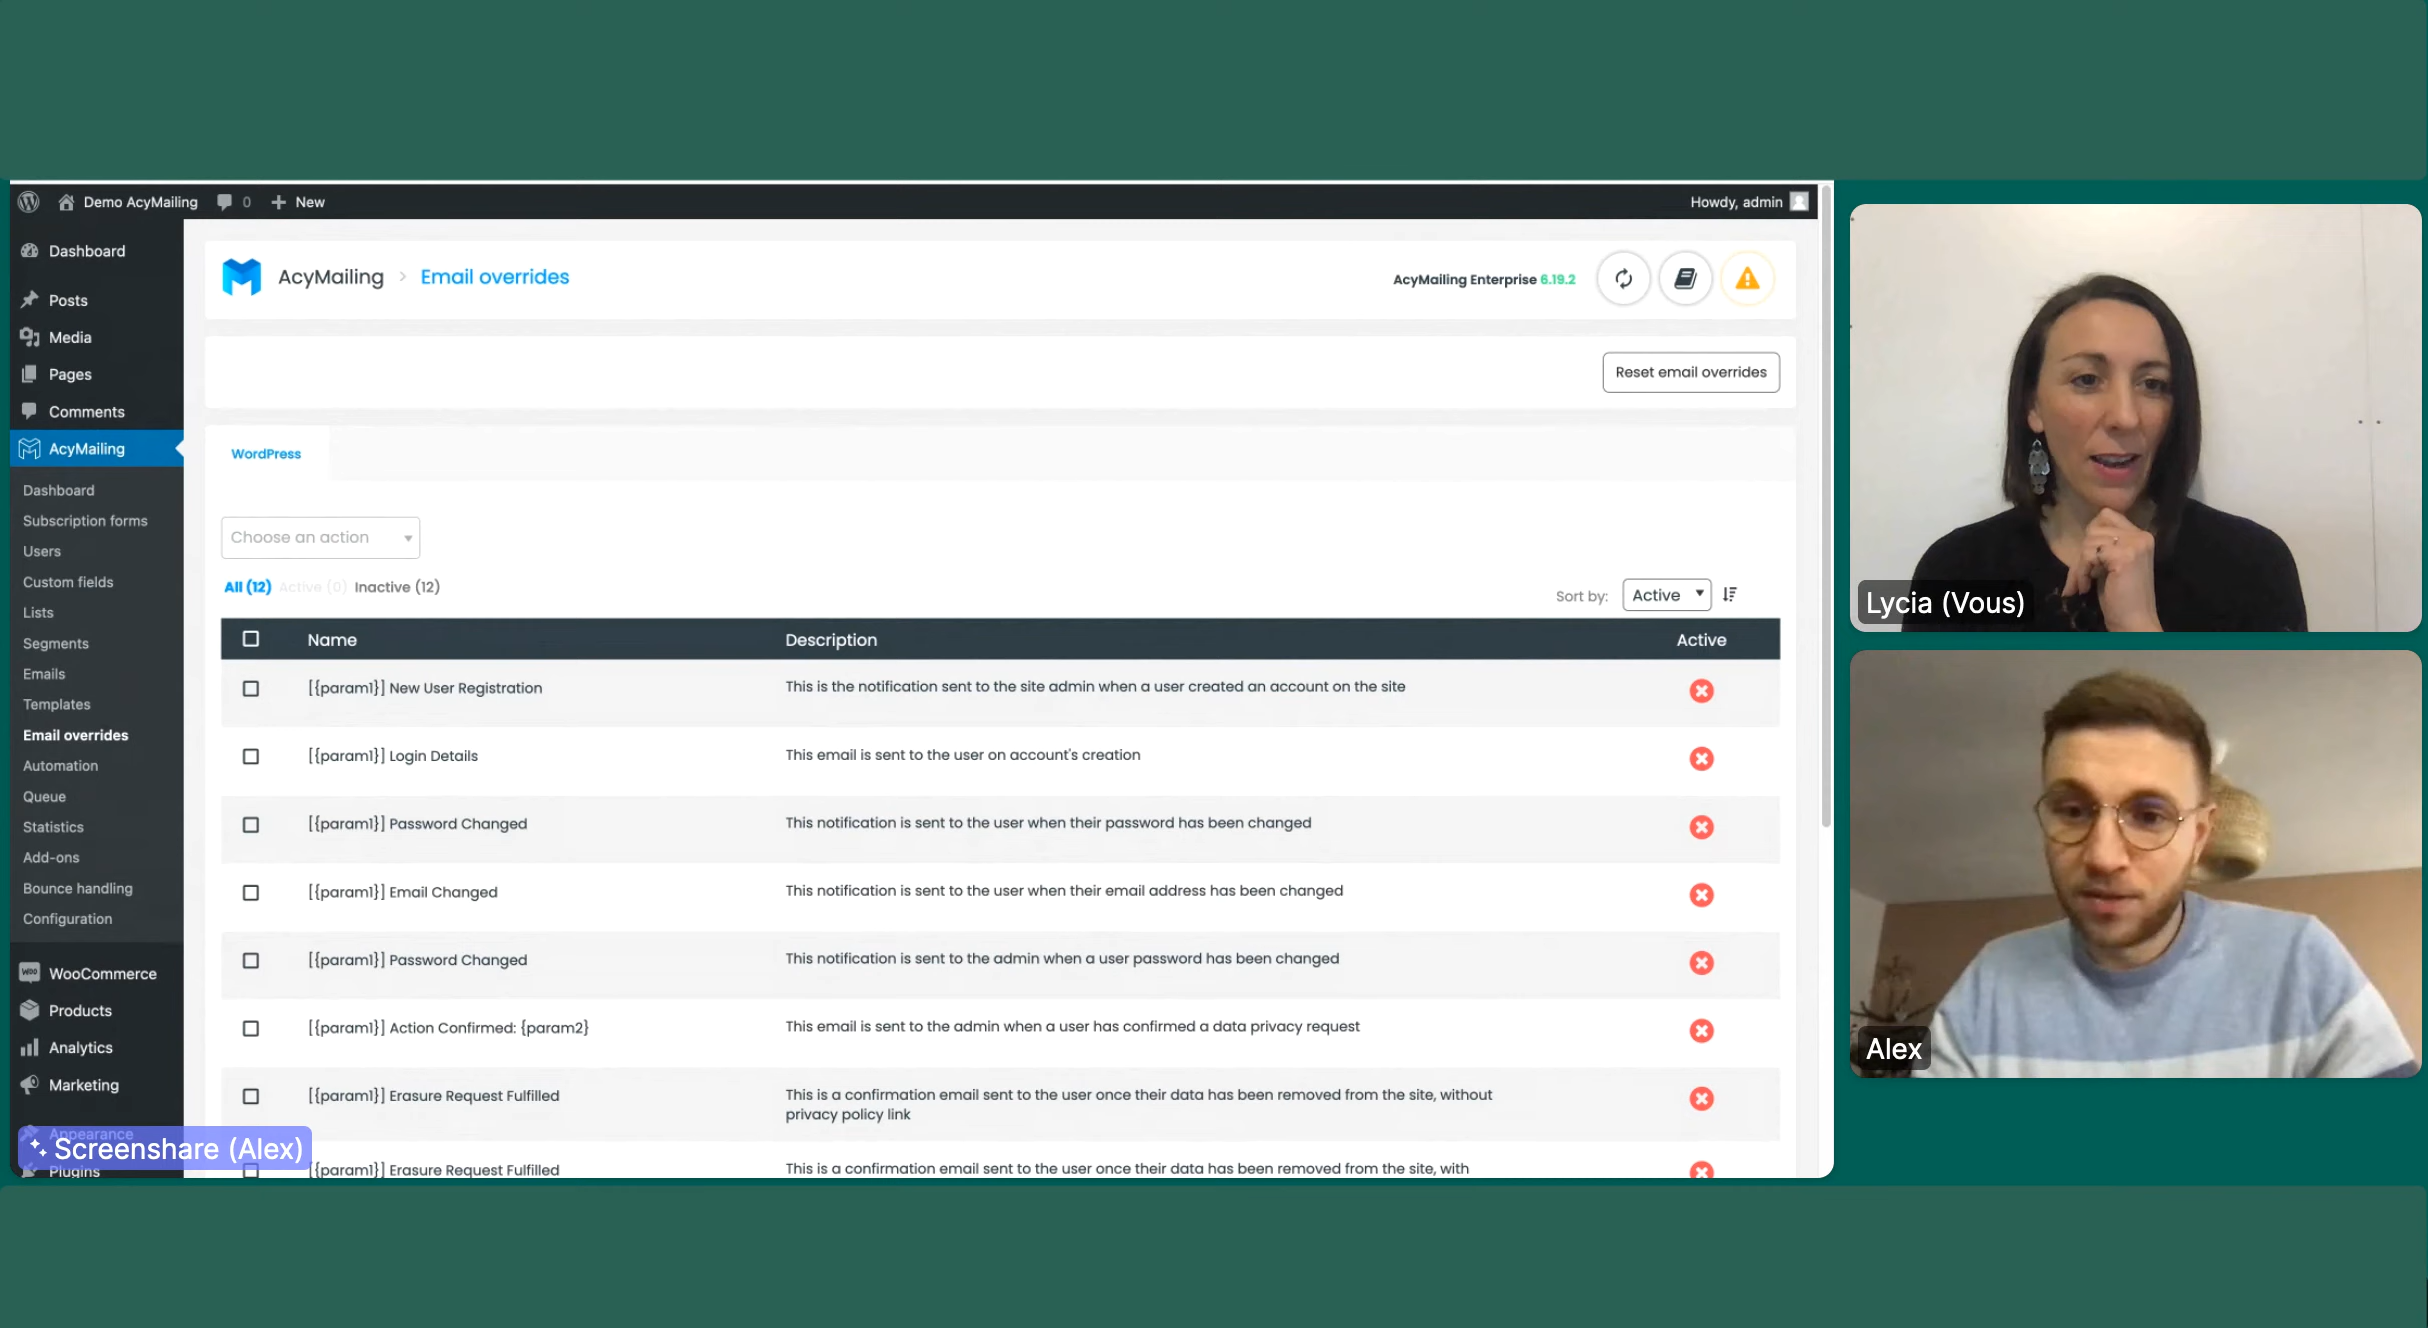 Demo AcyMailing 0 New
Howdy, admin
Dashboard
Posts
Media
Pages
Comments
AcyMailing
Dashboard
Subscription forms
Users
Custom fields
Lists
Segments
Emails
Templates
Email overrides
Automation
Queue
Statistics
Add-ons
Bounce handling
Configuration
WooCommerce
Products
Analytics
Marketing
Appearance
Plugins
Screenshare (Alex)
AcyMailing > Email overrides
AcyMailing Enterprise 6.19.2
Reset email overrides
WordPress
Choose an action
All (12) Active (0) Inactive (12)
Sort by: Active
Name Description Active
[{param1}] New User Registration This is the notification sent to the site admin when a user created an account on the site
[{param1}] Login Details This email is sent to the user on account's creation
[{param1}] Password Changed This notification is sent to the user when their password has been changed
[{param1}] Email Changed This notification is sent to the user when their email address has been changed
[{param1}] Password Changed This notification is sent to the admin when a user password has been changed
[{param1}] Action Confirmed: {param2} This email is sent to the admin when a user has confirmed a data privacy request
[{param1}] Erasure Request Fulfilled This is a confirmation email sent to the user once their data has been removed from the site, without
privacy policy link
[{param1}] Erasure Request Fulfilled This is a confirmation email sent to the user once their data has been removed from the site, with
Lycia (Vous)
Alex